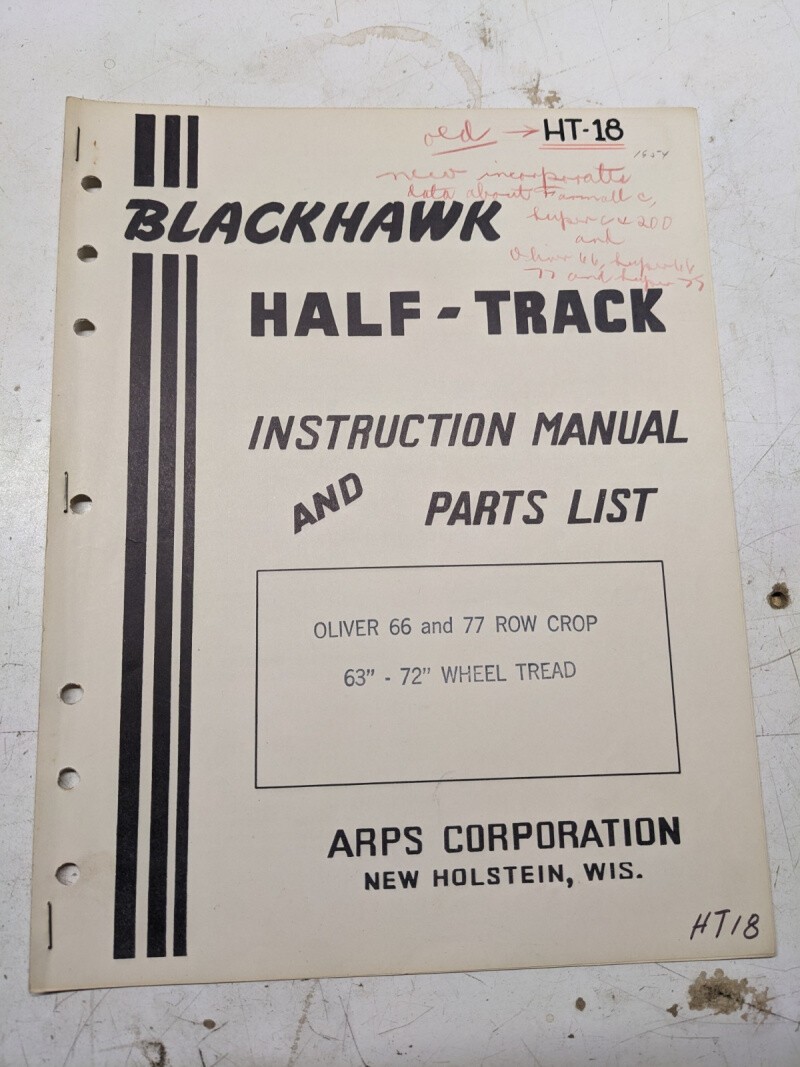 old → HT-18
1954
new incorporates
data about Farmall C,
Super C & 200
and
Oliver 66, Super 66
77 and Super 77
BLACKHAWK
HALF-TRACK
INSTRUCTION MANUAL
AND PARTS LIST
OLIVER 66 and 77 ROW CROP
63" - 72" WHEEL TREAD
ARPS CORPORATION
NEW HOLSTEIN, WIS.
HT18